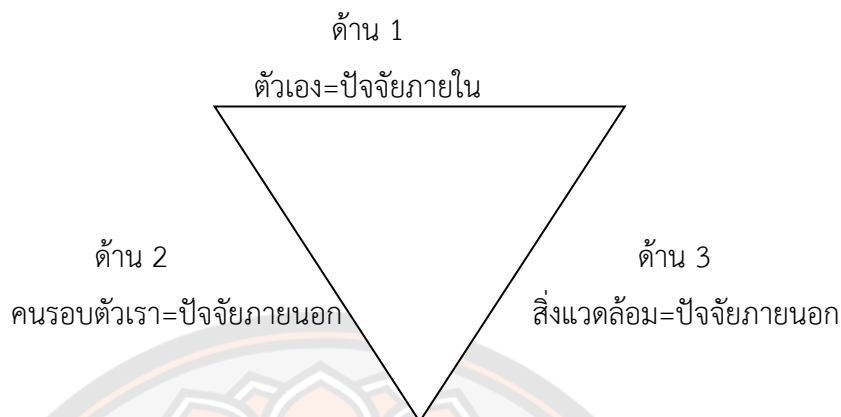 ด้าน 1
ตัวเอง=ปัจจัยภายใน
ด้าน 2
คนรอบตัวเรา=ปัจจัยภายนอก
ด้าน 3
สิ่งแวดล้อม=ปัจจัยภายนอก